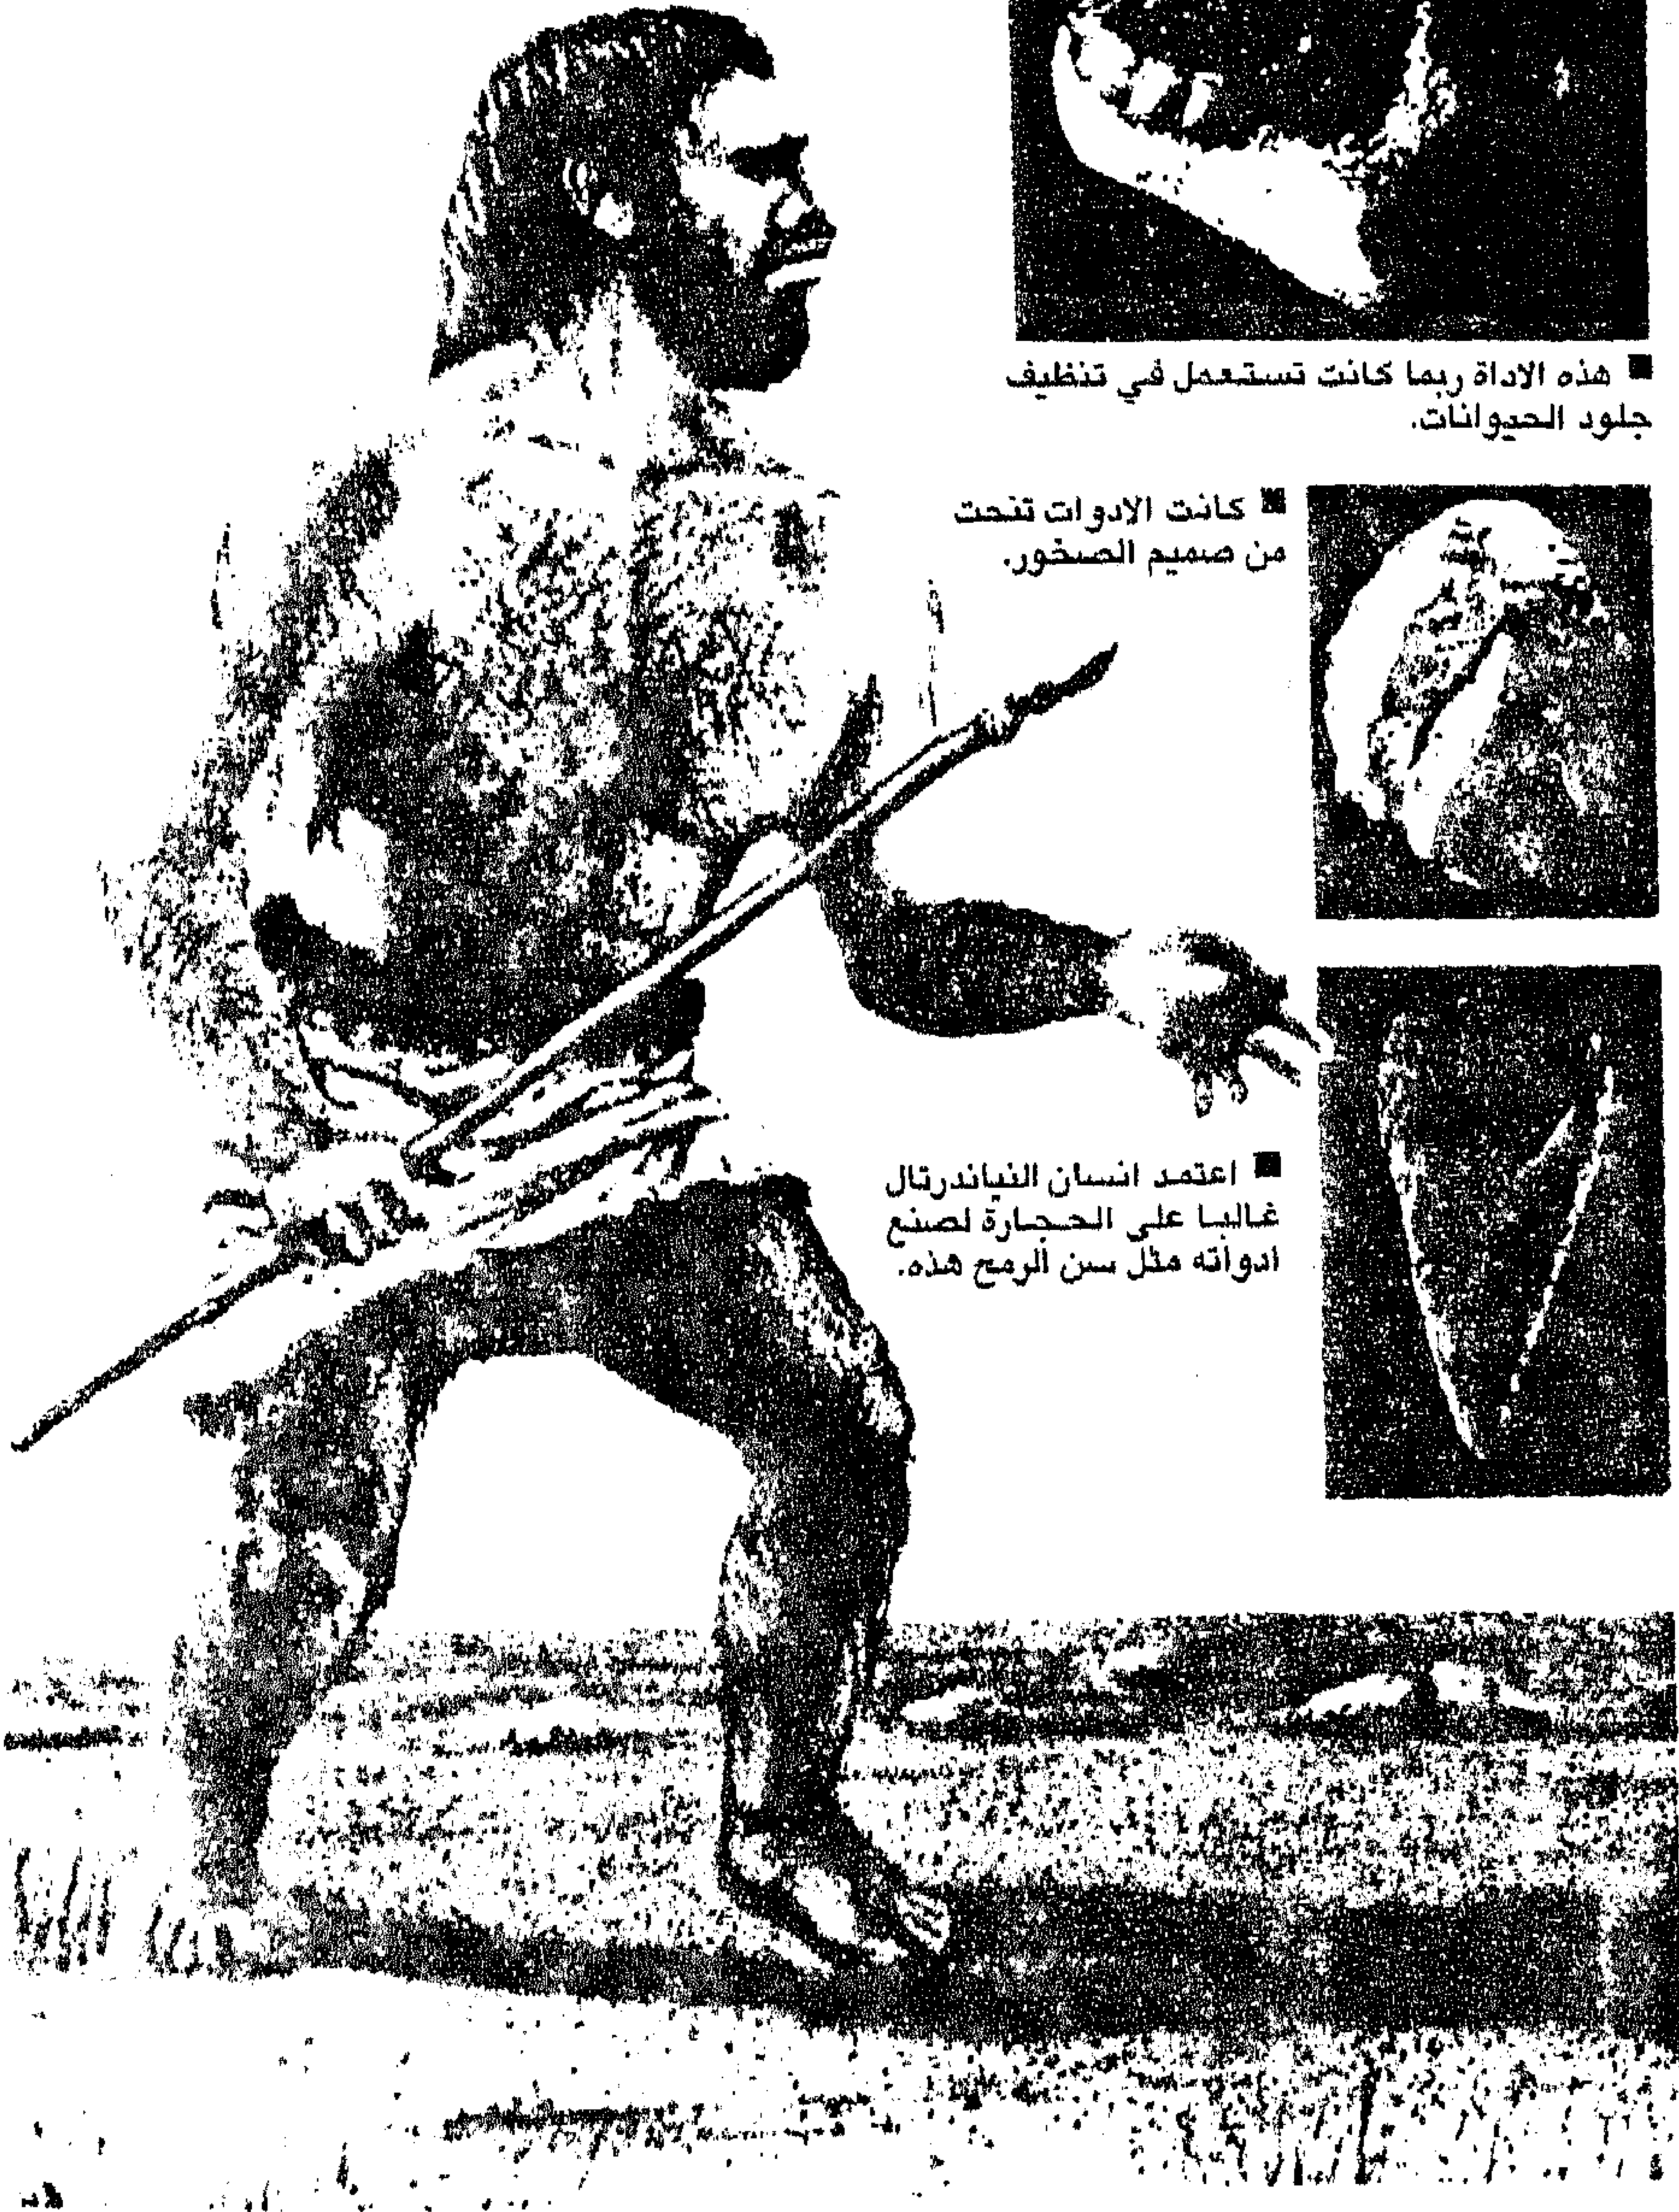 ■ هذه الاداة ربما كانت تستعمل في تنظيف
جلود الحيوانات.
■ كانت الادوات تنحت
من صميم الصخور.
■ اعتمد انسان النياندرتال
غالبا على الحجارة لصنع
ادواته مثل سن الرمح هذه.